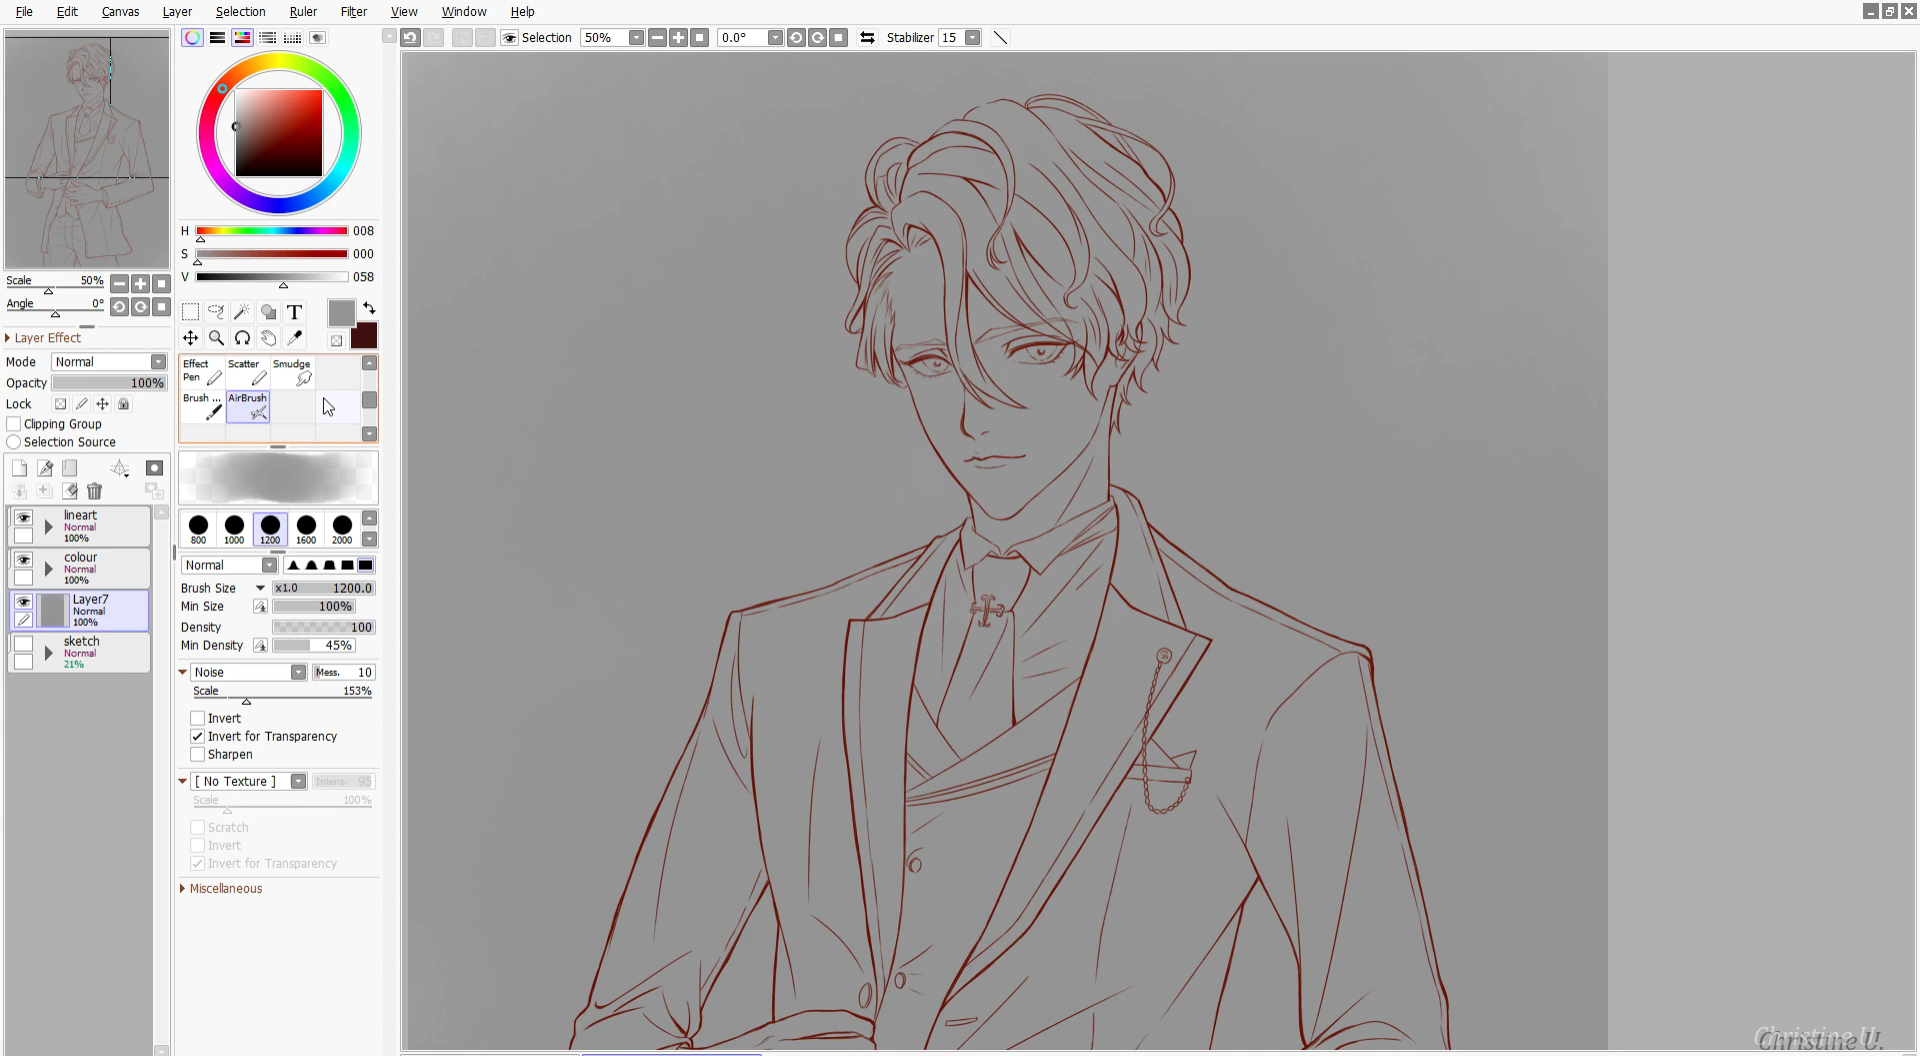 File Edit Canvas Layer Selection Ruler Filter View Window Help
Selection 50% 0.0° Stabilizer 15
Scale 50%
Angle 0°
Layer Effect
Mode Normal
Opacity 100%
Lock
Clipping Group
Selection Source
lineart
Normal
100%
colour
Normal
100%
Layer7
Normal
100%
sketch
Normal
21%
H 008
S 000
V 058
T
Effect Pen Scatter Smudge
Brush ... AirBrush
800 1000 1200 1600 2000
Normal
Brush Size x1.0 1200.0
Min Size 100%
Density 100
Min Density 45%
Noise Mess. 10
Scale 153%
Invert
Invert for Transparency
Sharpen
[ No Texture ] Intens. 95
Scale 100%
Scratch
Invert
Invert for Transparency
Miscellaneous
Christine U.